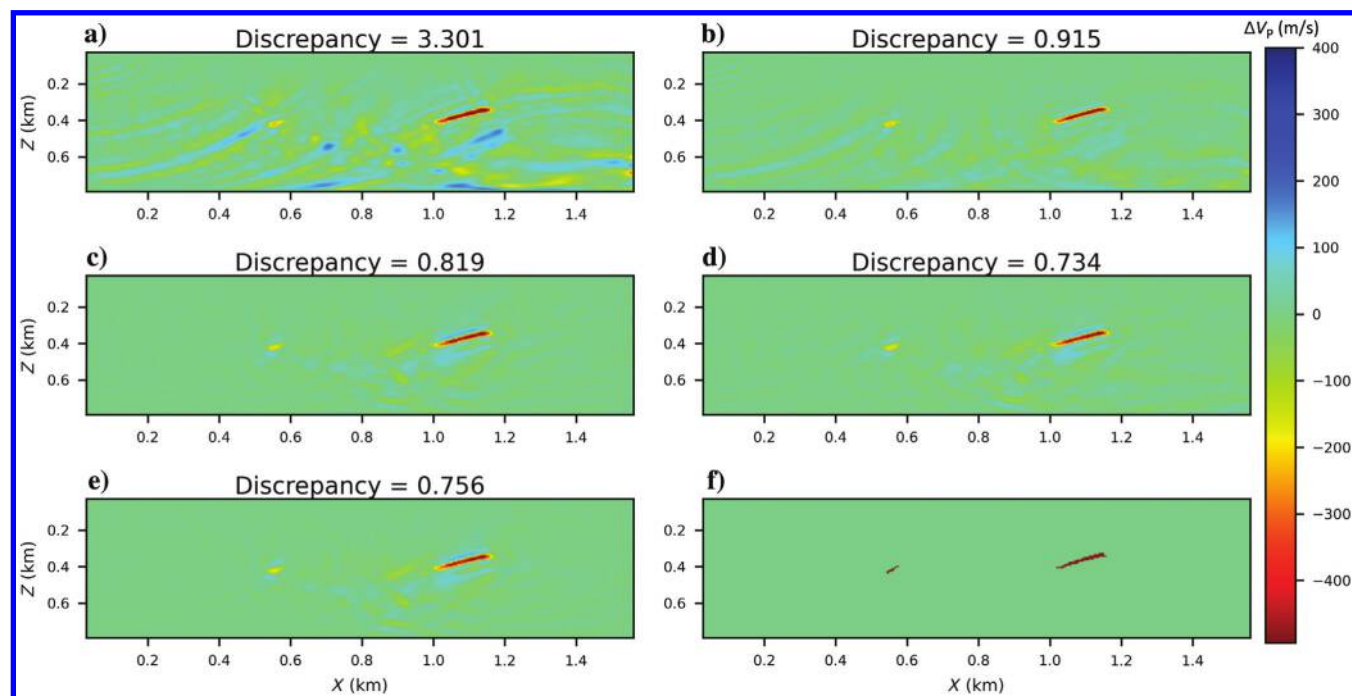 a)
Discrepancy = 3.301
b)
Discrepancy = 0.915
ΔVP (m/s)
Z (km)
0.2
0.4
0.6
0.2 0.4 0.6 0.8 1.0 1.2 1.4
0.2
0.4
0.6
0.2 0.4 0.6 0.8 1.0 1.2 1.4
c)
Discrepancy = 0.819
d)
Discrepancy = 0.734
Z (km)
0.2
0.4
0.6
0.2 0.4 0.6 0.8 1.0 1.2 1.4
0.2
0.4
0.6
0.2 0.4 0.6 0.8 1.0 1.2 1.4
e)
Discrepancy = 0.756
f)
Z (km)
0.2
0.4
0.6
0.2 0.4 0.6 0.8 1.0 1.2 1.4
X (km)
0.2
0.4
0.6
0.2 0.4 0.6 0.8 1.0 1.2 1.4
X (km)
400
300
200
100
0
−100
−200
−300
−400